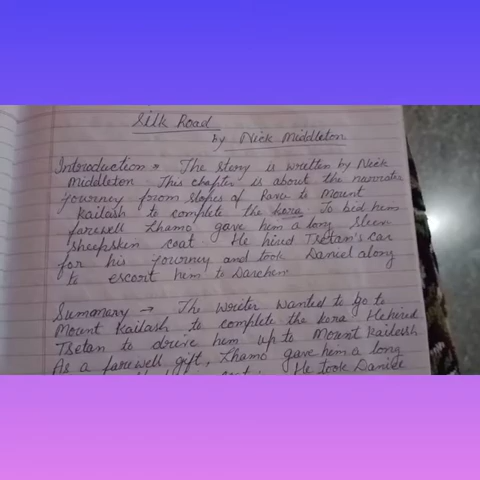 Silk Road
by Nick Middleton
Introduction → The story is written by Nick
Middleton. This chapter is about the narrator
journey from slopes of Ravu to Mount
Kailash to complete the kora. To bid him
farewell Lhamo gave him a long Sleev
sheepskin coat. He hired Tsetan's car
for his journey and took Daniel along
to escort him to Darchen
Summary → The writer wanted to go to
Mount Kailash to complete the kora. He hired
Tsetan to drive him up to Mount Kailash
As a farewell gift, Lhamo gave him a long
He took Daniel